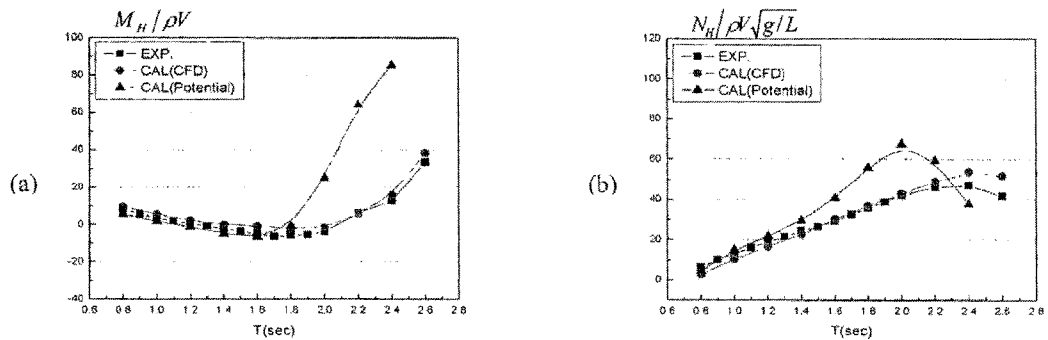 M_H/ρV
100
80
60
40
20
0
-20
40
0.6 0.8 1.0 1.2 1.4 1.6 1.8 2.0 2.2 2.4 2.6 2.8
T(sec)
EXP.
CAL(CFD)
CAL(Potential)
(a)
N_H/ρV√g/L
120
100
80
60
40
20
0
0.6 0.8 1.0 1.2 1.4 1.6 1.8 2.0 2.2 2.4 2.6 2.8
T(sec)
EXP.
CAL(CFD)
CAL(Potential)
(b)